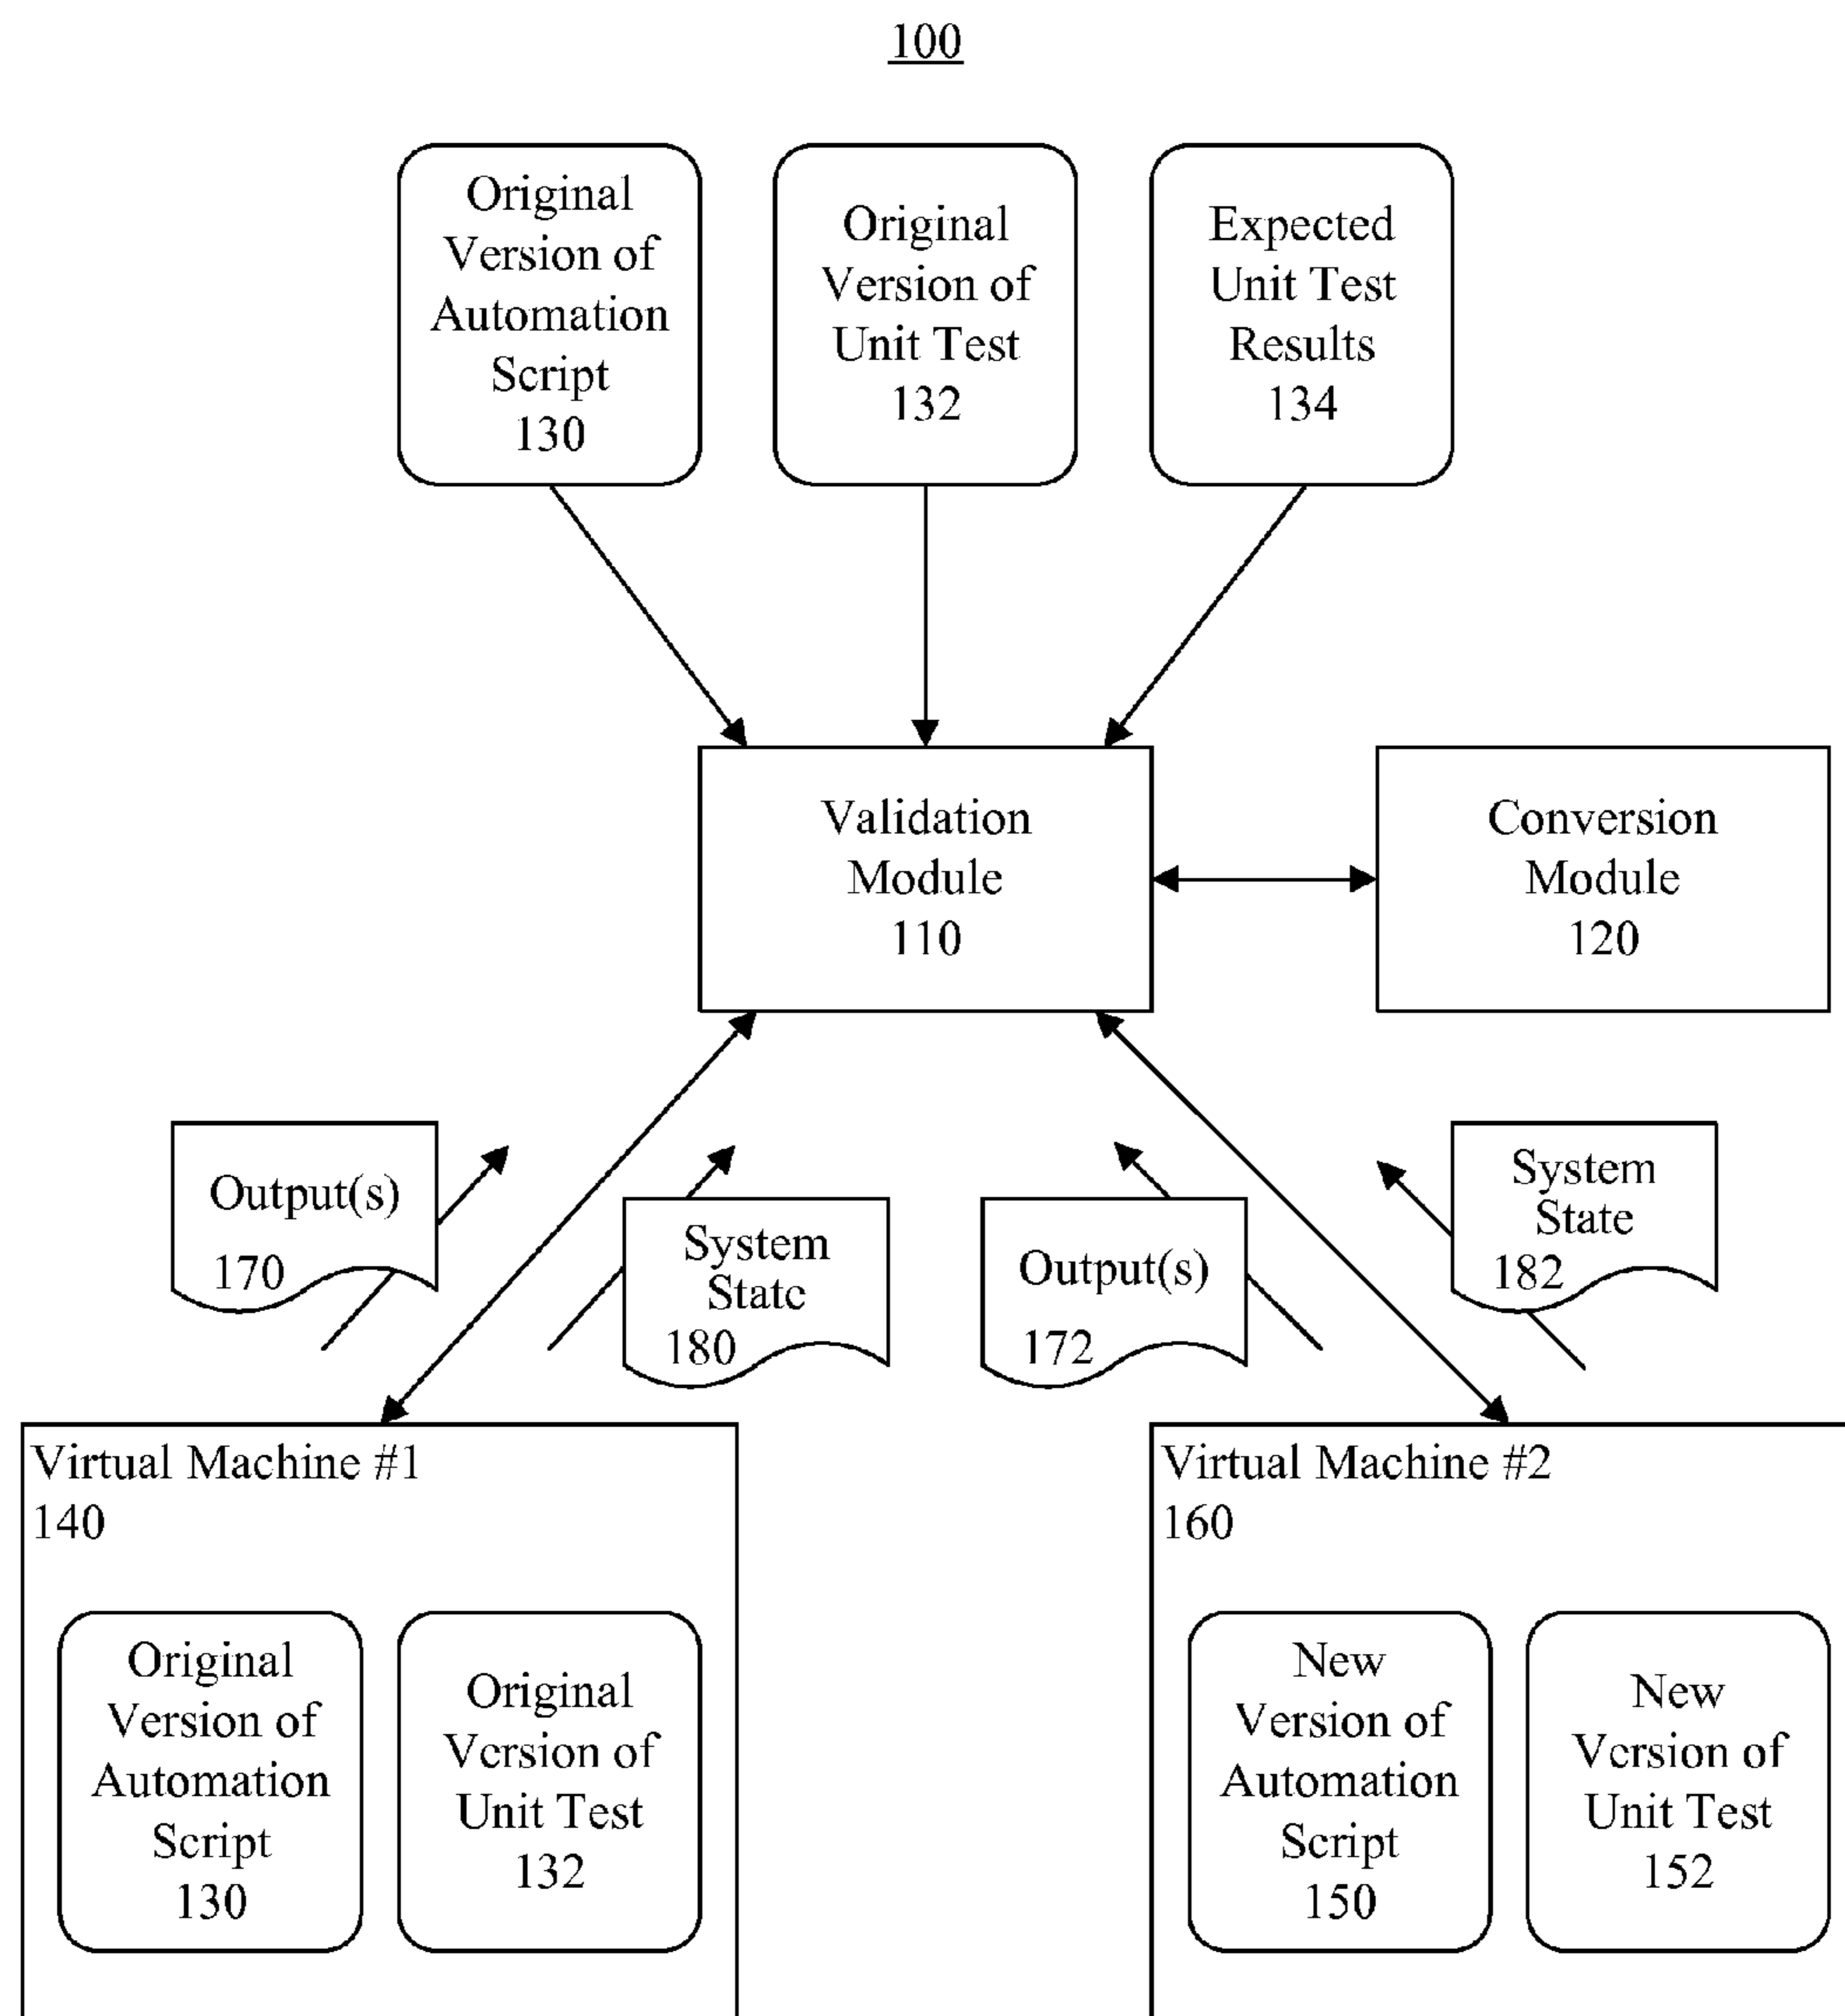 100
Original
Version of
Automation
Script
130
Original
Version of
Unit Test
132
Expected
Unit Test
Results
134
Validation
Module
110
Conversion
Module
120
Output(s)
170
System
State
180
Output(s)
172
System
State
182
Virtual Machine #1
140
Original
Version of
Automation
Script
130
Original
Version of
Unit Test
132
Virtual Machine #2
160
New
Version of
Automation
Script
150
New
Version of
Unit Test
152